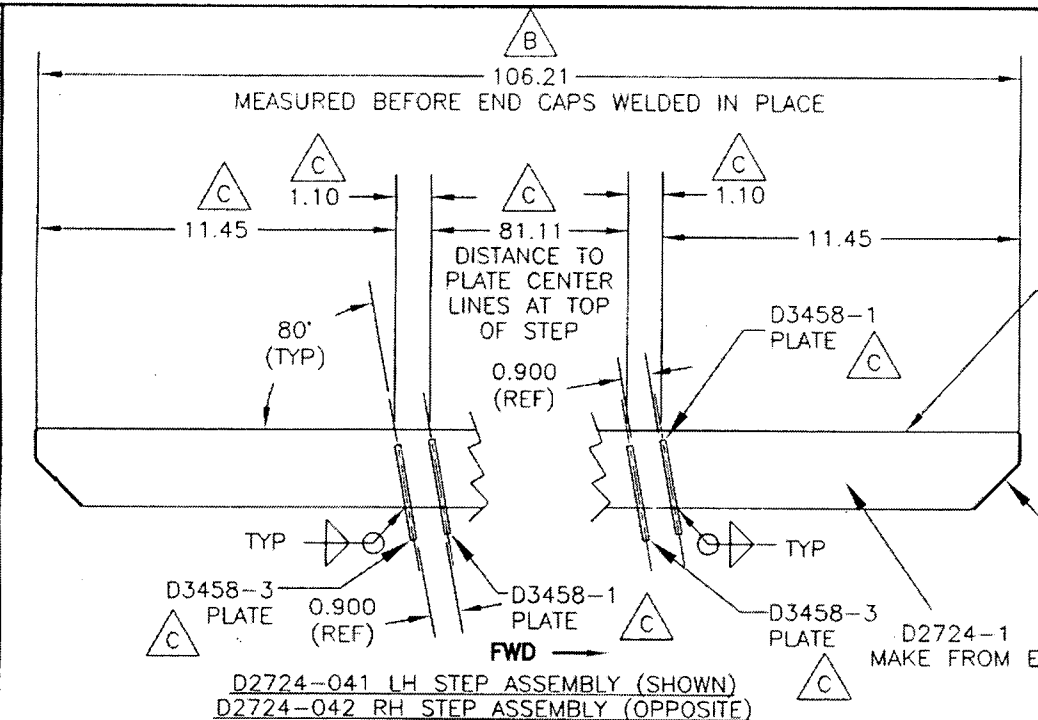 B
106.21
MEASURED BEFORE END CAPS WELDED IN PLACE
C
C
C
C
1.10
1.10
11.45
81.11
11.45
DISTANCE TO
PLATE CENTER
LINES AT TOP
OF STEP
D3458-1
PLATE
C
80°
(TYP)
0.900
(REF)
TYP
TYP
D3458-3
PLATE
C
0.900
(REF)
D3458-1
PLATE
C
D3458-3
PLATE
C
D2724-1
MAKE FROM E
FWD
D2724-041 LH STEP ASSEMBLY (SHOWN)
D2724-042 RH STEP ASSEMBLY (OPPOSITE)